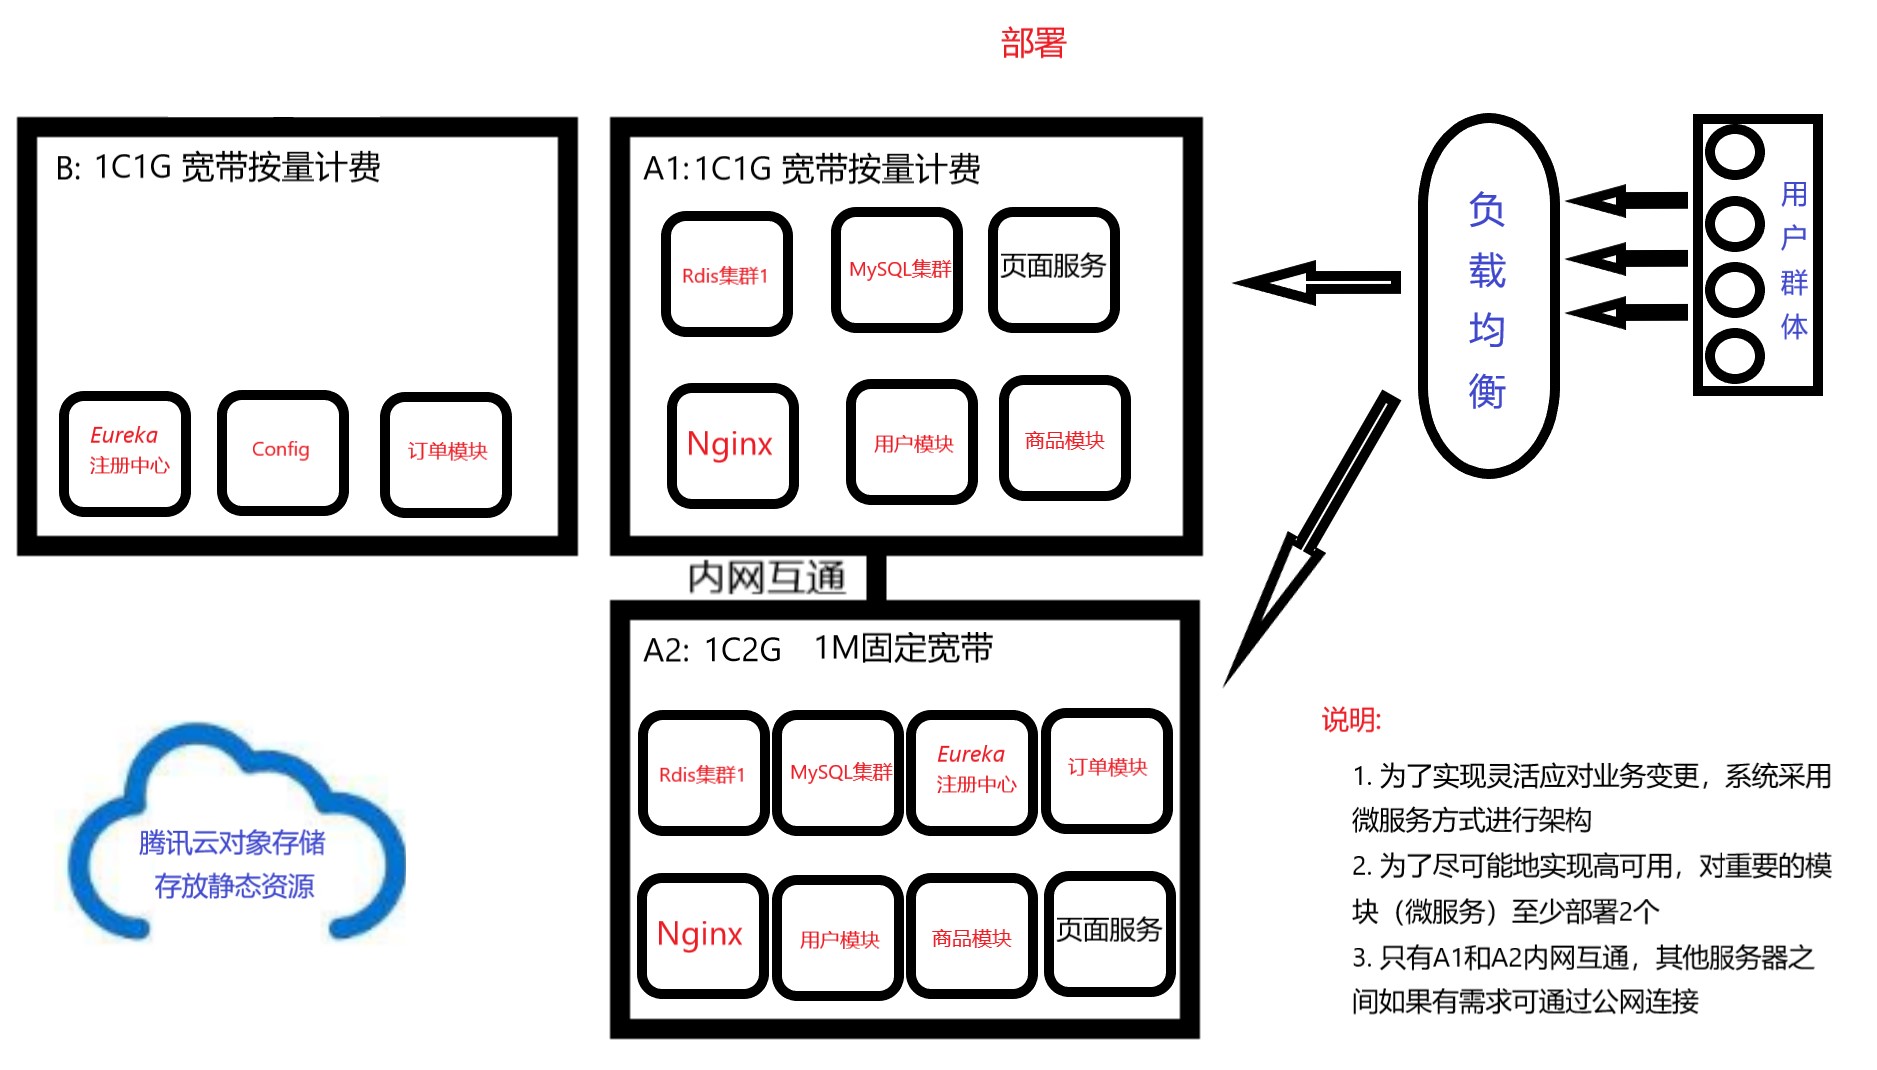 部署
B: 1C1G 宽带按量计费
Eureka
注册中心
Config
订单模块
A1:1C1G 宽带按量计费
Rdis集群1
MySQL集群
页面服务
Nginx
用户模块
商品模块
内网互通
A2: 1C2G 1M固定宽带
Rdis集群1
MySQL集群
Eureka
注册中心
订单模块
Nginx
用户模块
商品模块
页面服务
负
载
均
衡
用
户
群
体
腾讯云对象存储
存放静态资源
说明:
1. 为了实现灵活应对业务变更，系统采用
微服务方式进行架构
2. 为了尽可能地实现高可用，对重要的模
块（微服务）至少部署2个
3. 只有A1和A2内网互通，其他服务器之
间如果有需求可通过公网连接